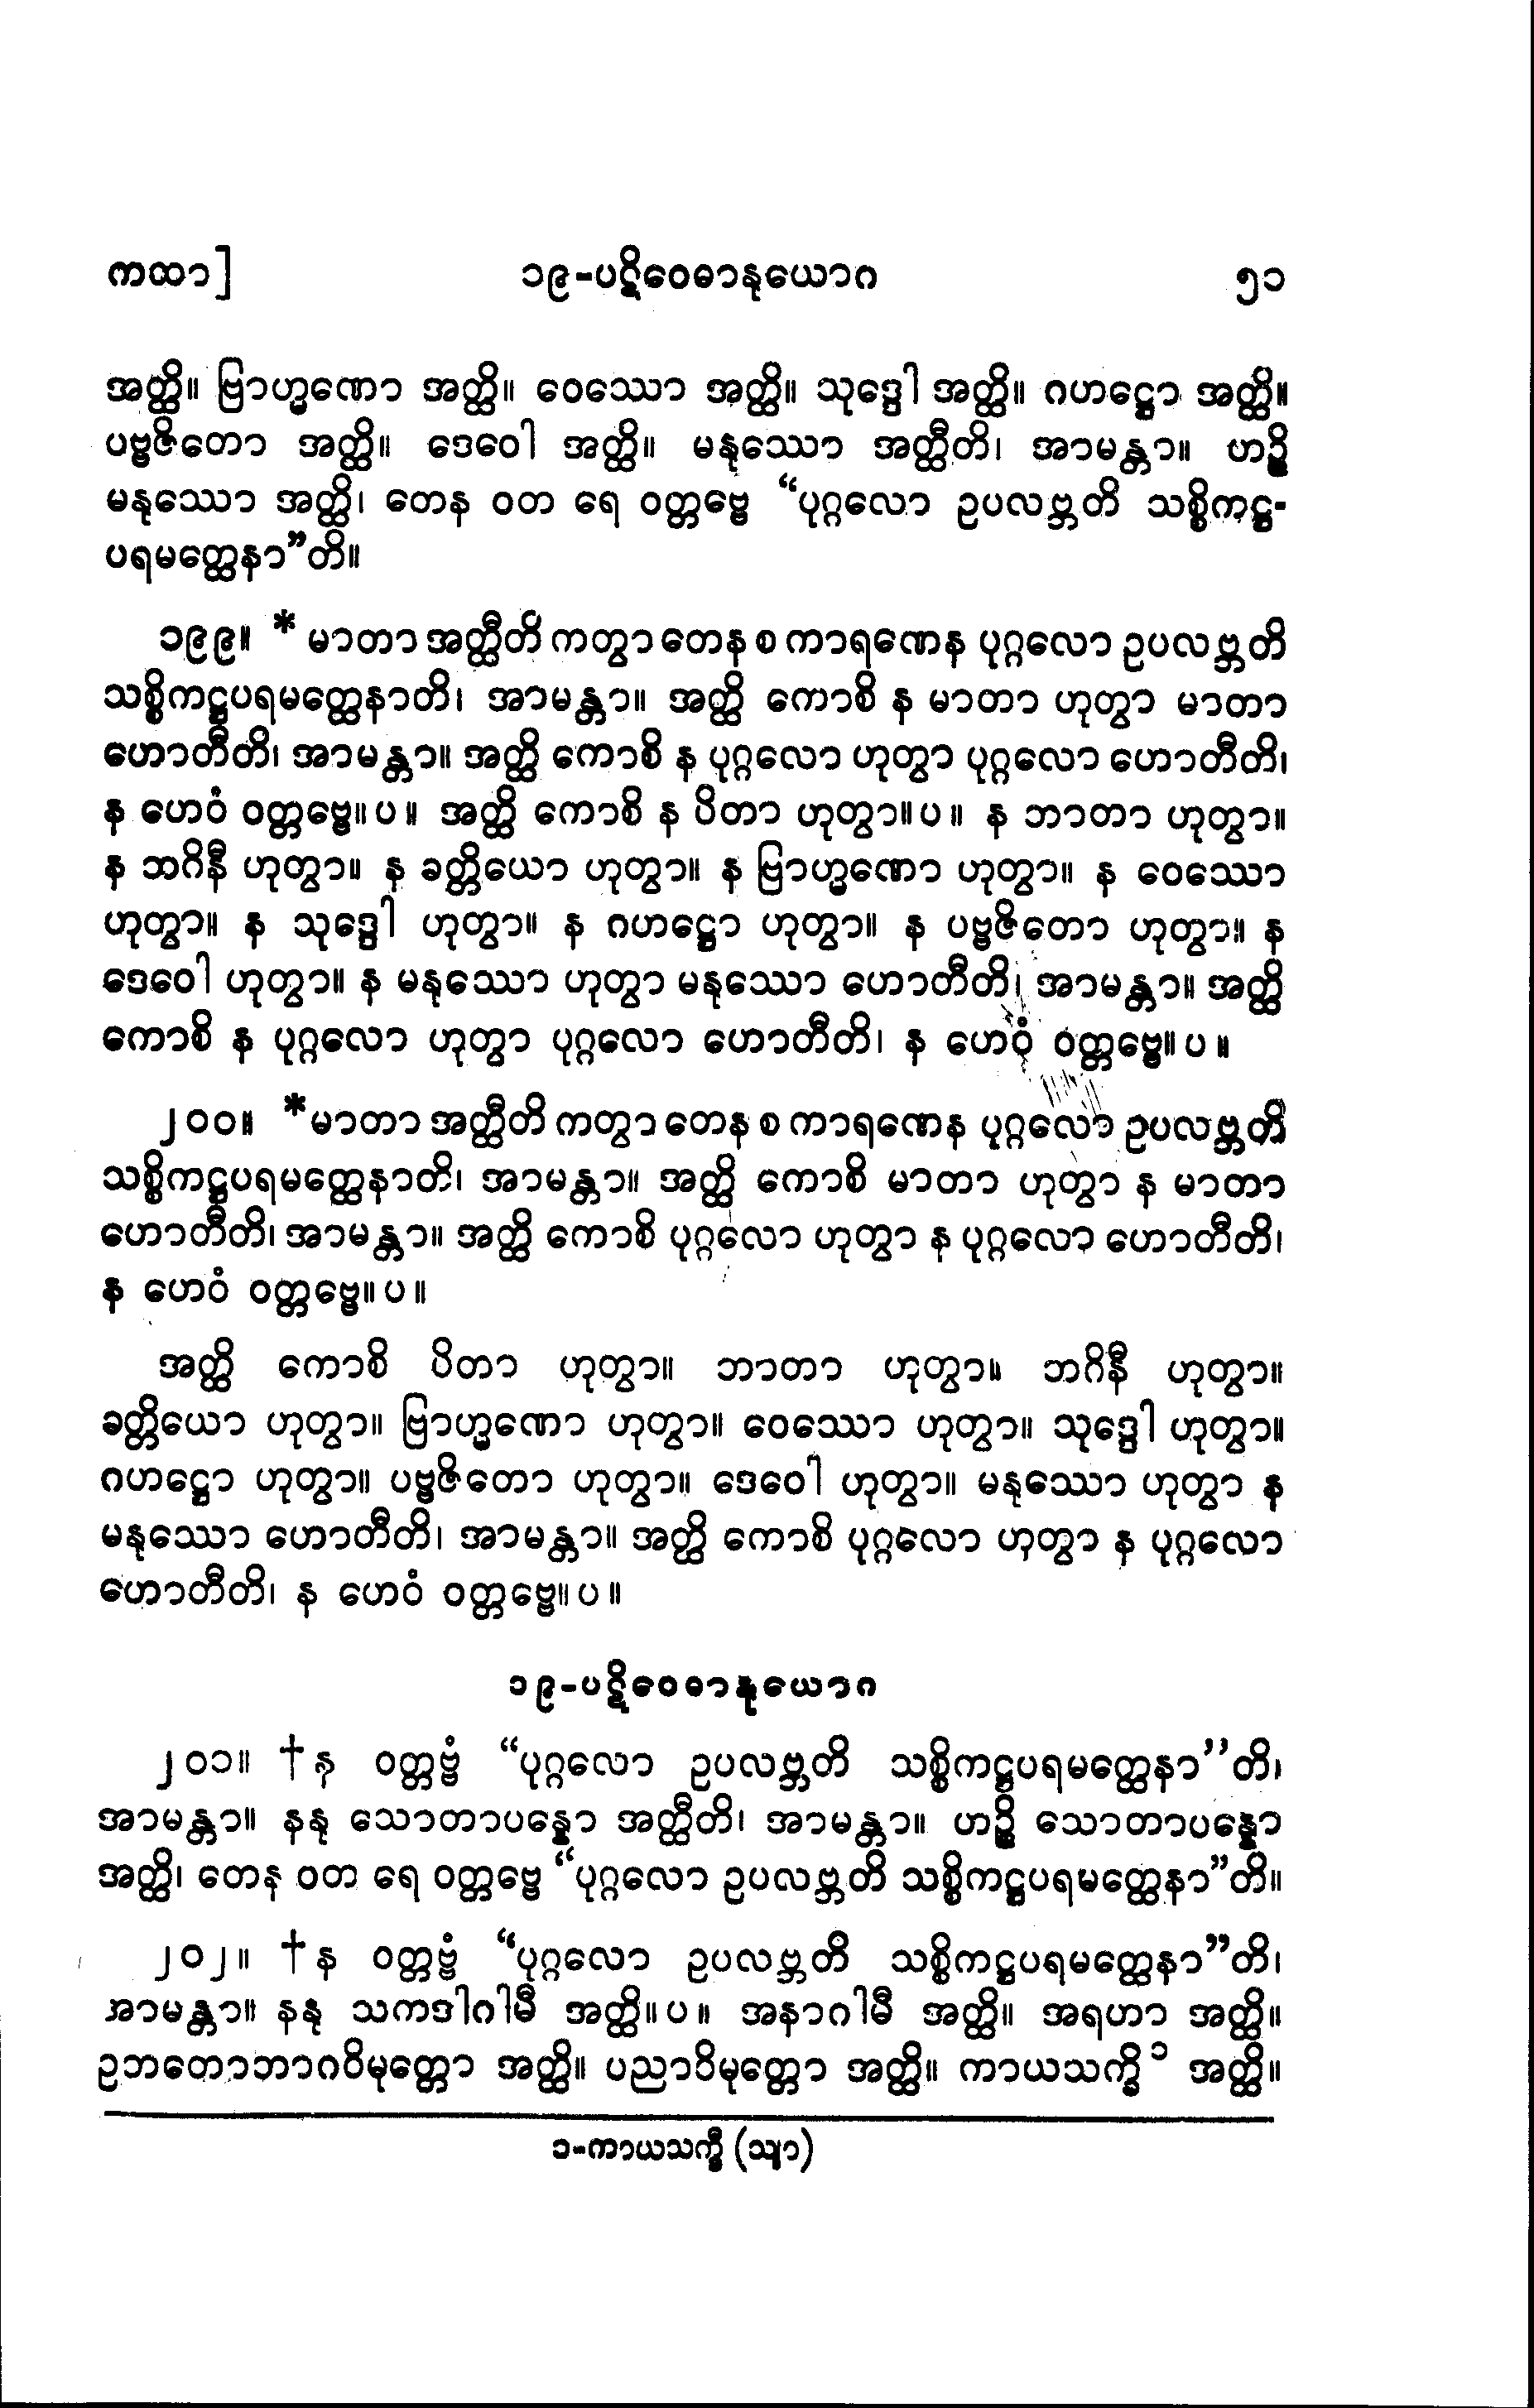 ကထာ] ၁၉-ပဋိဝေဓာနုယောဂ ၅၁
အတ္ထိ။ ဗြာဟ္မဏော အတ္ထိ။ ဝေဿော အတ္ထိ။ သုဒ္ဒေါ အတ္ထိ။ ဂဟဋ္ဌော အတ္ထိ။
ပဗ္ဗဇိတော အတ္ထိ။ ဒေဝေါ အတ္ထိ။ မနုဿော အတ္ထီတိ၊ အာမန္တာ။ ဟဉ္စိ
မနုဿော အတ္ထိ၊ တေန ဝတ ရေ ဝတ္တဗ္ဗေ “ပုဂ္ဂလော ဥပလဗ္ဘတိ သစ္စိကဋ္ဌ-
ပရမတ္ထေနာ”တိ။
၁၉၉။ * မာတာ အတ္ထီတိ ကတွာ တေန စ ကာရဏေန ပုဂ္ဂလော ဥပလဗ္ဘတိ
သစ္စိကဋ္ဌပရမတ္ထေနာတိ၊ အာမန္တာ။ အတ္ထိ ကောစိ န မာတာ ဟုတွာ မာတာ
ဟောတီတိ၊ အာမန္တာ။ အတ္ထိ ကောစိ န ပုဂ္ဂလော ဟုတွာ ပုဂ္ဂလော ဟောတီတိ၊
န ဟေဝံ ဝတ္တဗ္ဗေ။ ပ ။ အတ္ထိ ကောစိ န ပိတာ ဟုတွာ။ ပ ။ န ဘာတာ ဟုတွာ။
န ဘဂိနီ ဟုတွာ။ န ခတ္တိယော ဟုတွာ။ န ဗြာဟ္မဏော ဟုတွာ။ န ဝေဿော
ဟုတွာ။ န သုဒ္ဒေါ ဟုတွာ။ န ဂဟဋ္ဌော ဟုတွာ။ န ပဗ္ဗဇိတော ဟုတွာ။ န
ဒေဝေါ ဟုတွာ။ န မနုဿော ဟုတွာ မနုဿော ဟောတီတိ၊ အာမန္တာ။ အတ္ထိ
ကောစိ န ပုဂ္ဂလော ဟုတွာ ပုဂ္ဂလော ဟောတီတိ၊ န ဟေဝံ ဝတ္တဗ္ဗေ။ ပ ။
၂၀၀။ *မာတာ အတ္ထီတိ ကတွာ တေန စ ကာရဏေန ပုဂ္ဂလော ဥပလဗ္ဘတိ
သစ္စိကဋ္ဌပရမတ္ထေနာတိ၊ အာမန္တာ။ အတ္ထိ ကောစိ မာတာ ဟုတွာ န မာတာ
ဟောတီတိ၊ အာမန္တာ။ အတ္ထိ ကောစိ ပုဂ္ဂလော ဟုတွာ န ပုဂ္ဂလော ဟောတီတိ၊
န ဟေဝံ ဝတ္တဗ္ဗေ။ ပ ။
အတ္ထိ ကောစိ ပိတာ ဟုတွာ။ ဘာတာ ဟုတွာ။ ဘဂိနီ ဟုတွာ။
ခတ္တိယော ဟုတွာ။ ဗြာဟ္မဏော ဟုတွာ။ ဝေဿော ဟုတွာ။ သုဒ္ဒေါ ဟုတွာ။
ဂဟဋ္ဌော ဟုတွာ။ ပဗ္ဗဇိတော ဟုတွာ။ ဒေဝေါ ဟုတွာ။ မနုဿော ဟုတွာ န
မနုဿော ဟောတီတိ၊ အာမန္တာ။ အတ္ထိ ကောစိ ပုဂ္ဂလော ဟုတွာ န ပုဂ္ဂလော
ဟောတီတိ၊ န ဟေဝံ ဝတ္တဗ္ဗေ။ ပ ။
၁၉-ပဋိဝေဓာနုယောဂ
၂၀၁။ †န ဝတ္တဗ္ဗံ “ပုဂ္ဂလော ဥပလဗ္ဘတိ သစ္စိကဋ္ဌပရမတ္ထေနာ’’တိ၊
အာမန္တာ။ နနု သောတာပန္နော အတ္ထီတိ၊ အာမန္တာ။ ဟဉ္စိ သောတာပန္နော
အတ္ထိ၊ တေန ဝတ ရေ ဝတ္တဗ္ဗေ “ပုဂ္ဂလော ဥပလဗ္ဘတိ သစ္စိကဋ္ဌပရမတ္ထေနာ”တိ။
၂၀၂။ †န ဝတ္တဗ္ဗံ “ပုဂ္ဂလော ဥပလဗ္ဘတိ သစ္စိကဋ္ဌပရမတ္ထေနာ”တိ၊
အာမန္တာ။ နနု သကဒါဂါမီ အတ္ထိ။ ပ ။ အနာဂါမီ အတ္ထိ။ အရဟာ အတ္ထိ။
ဥဘတောဘာဂဝိမုတ္တော အတ္ထိ။ ပညာဝိမုတ္တော အတ္ထိ။ ကာယသက္ခိ ၁ အတ္ထိ။
၁-ကာယသက္ခီ (သျာ)